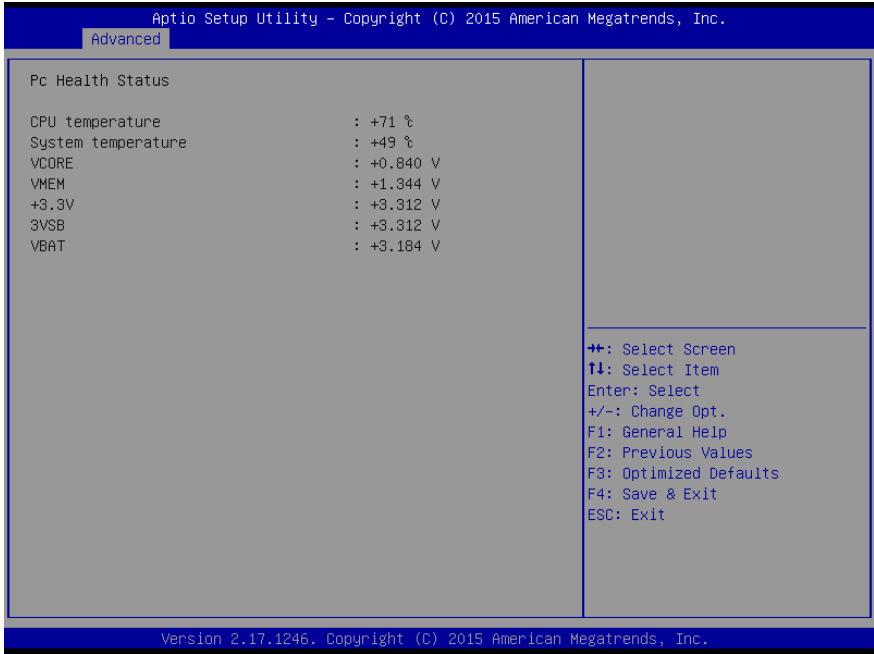 Aptio Setup Utility – Copyright (C) 2015 American Megatrends, Inc.
Advanced
Pc Health Status
CPU temperature : +71 ℃
System temperature : +49 ℃
VCORE : +0.840 V
VMEM : +1.344 V
+3.3V : +3.312 V
3VSB : +3.312 V
VBAT : +3.184 V
→←: Select Screen
↑↓: Select Item
Enter: Select
+/-: Change Opt.
F1: General Help
F2: Previous Values
F3: Optimized Defaults
F4: Save & Exit
ESC: Exit
Version 2.17.1246. Copyright (C) 2015 American Megatrends, Inc.